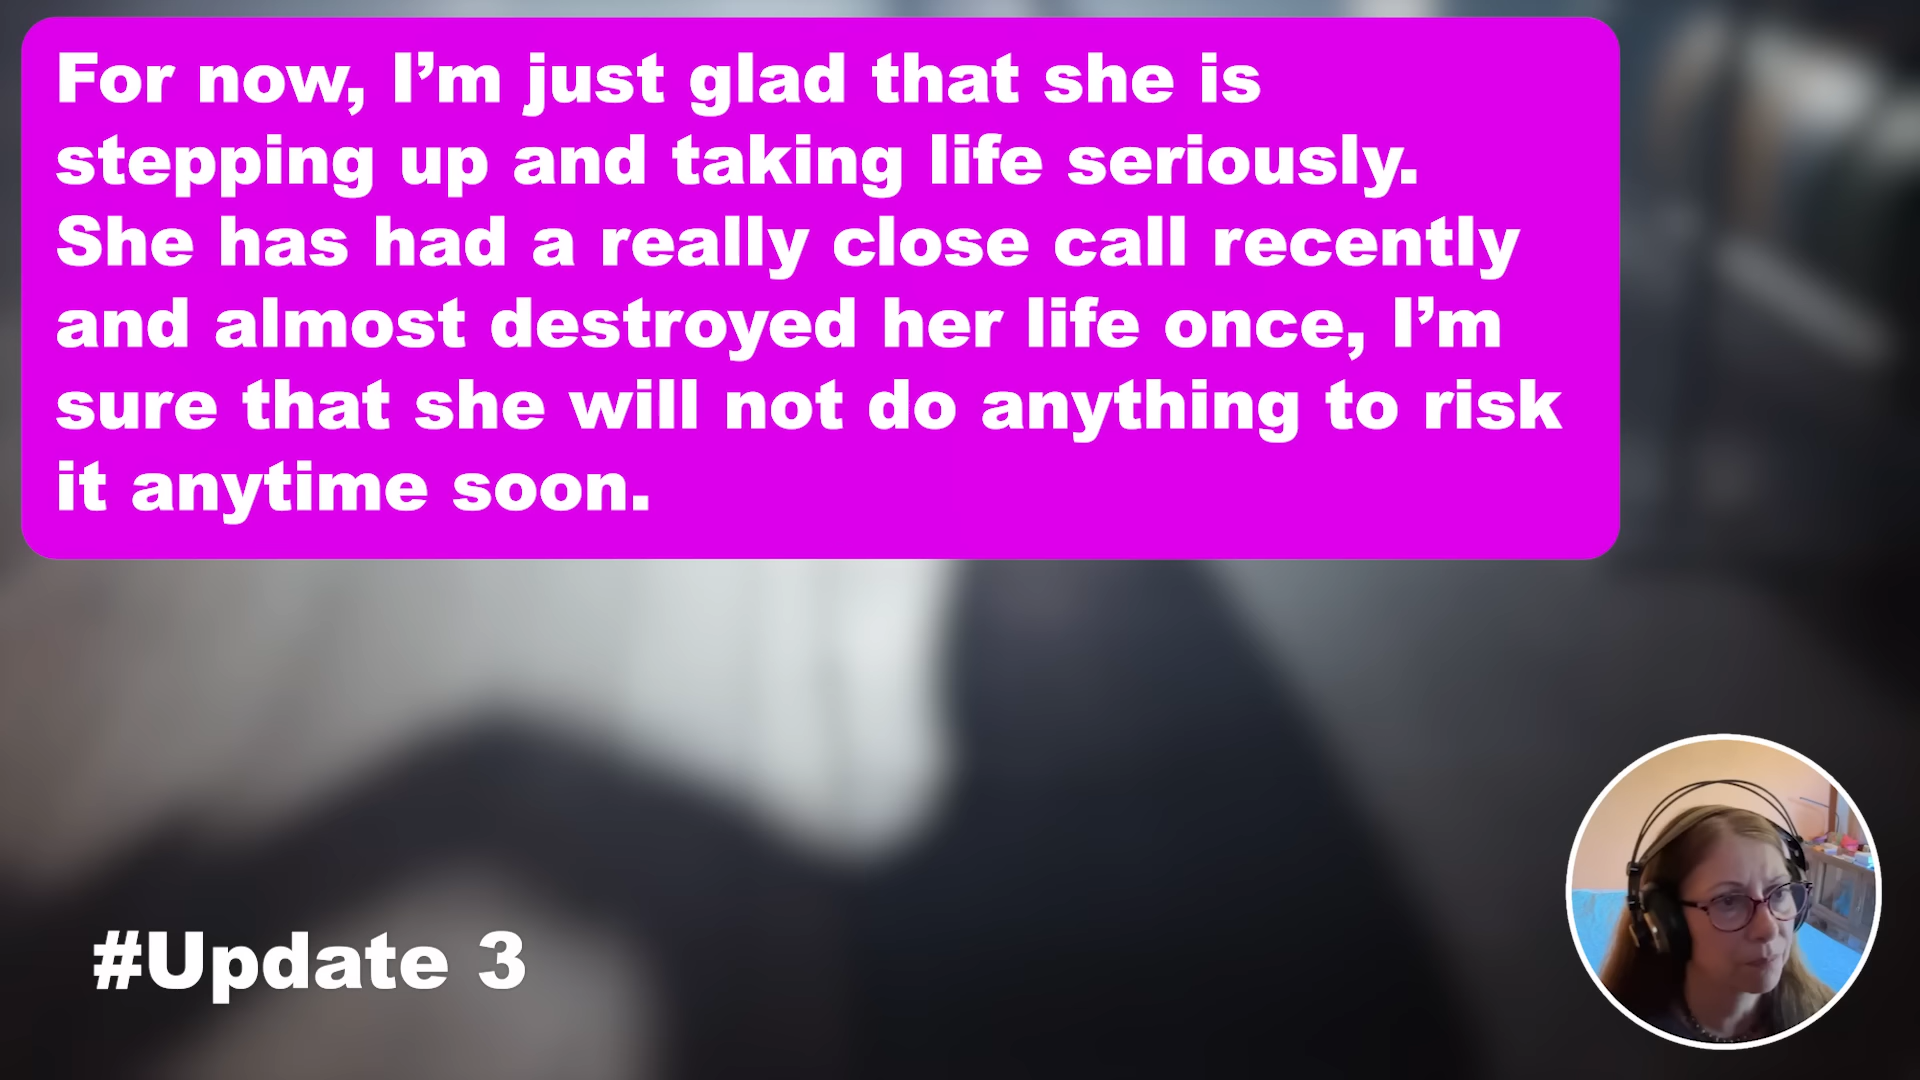 For now, I’m just glad that she is
stepping up and taking life seriously.
She has had a really close call recently
and almost destroyed her life once, I’m
sure that she will not do anything to risk
it anytime soon.
#Update 3